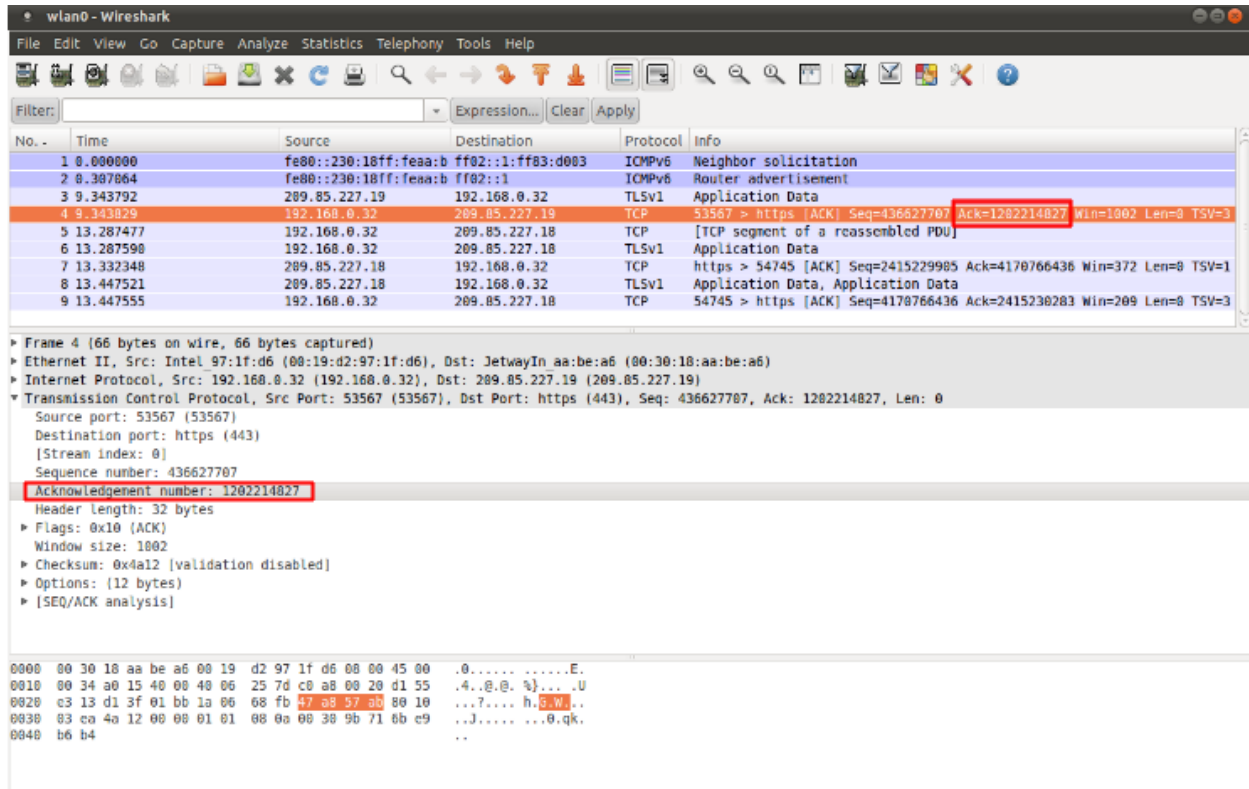 wlan0 - Wireshark
File Edit View Go Capture Analyze Statistics Telephony Tools Help
Filter: Expression... Clear Apply
No. . Time Source Destination Protocol Info
1 0.000000 fe80::230:18ff:feaa:b ff02::1:ff83:d003 ICMPv6 Neighbor solicitation
2 0.307064 fe80::230:18ff:feaa:b ff02::1 ICMPv6 Router advertisement
3 9.343792 209.85.227.19 192.168.0.32 TLSv1 Application Data
4 9.343829 192.168.0.32 209.85.227.19 TCP 53567 > https [ACK] Seq=436627707 Ack=1202214827 Win=1002 Len=0 TSV=3
5 13.287477 192.168.0.32 209.85.227.18 TCP [TCP segment of a reassembled PDU]
6 13.287590 192.168.0.32 209.85.227.18 TLSv1 Application Data
7 13.332348 209.85.227.18 192.168.0.32 TCP https > 54745 [ACK] Seq=2415229905 Ack=4170766436 Win=372 Len=0 TSV=1
8 13.447521 209.85.227.18 192.168.0.32 TLSv1 Application Data, Application Data
9 13.447555 192.168.0.32 209.85.227.18 TCP 54745 > https [ACK] Seq=4170766436 Ack=2415230283 Win=209 Len=0 TSV=3
Frame 4 (66 bytes on wire, 66 bytes captured)
Ethernet II, Src: Intel_97:1f:d6 (00:19:d2:97:1f:d6), Dst: JetwayIn_aa:be:a6 (00:30:18:aa:be:a6)
Internet Protocol, Src: 192.168.0.32 (192.168.0.32), Dst: 209.85.227.19 (209.85.227.19)
Transmission Control Protocol, Src Port: 53567 (53567), Dst Port: https (443), Seq: 436627707, Ack: 1202214827, Len: 0
Source port: 53567 (53567)
Destination port: https (443)
[Stream index: 0]
Sequence number: 436627707
Acknowledgement number: 1202214827
Header length: 32 bytes
Flags: 0x10 (ACK)
Window size: 1002
Checksum: 0x4a12 [validation disabled]
Options: (12 bytes)
[SEQ/ACK analysis]
0000 00 30 18 aa be a6 00 19 d2 97 1f d6 08 00 45 00 .0...... ......E.
0010 00 34 a0 15 40 00 40 06 25 7d c0 a8 00 20 d1 55 .4..@.@. %}... .U
0020 e3 13 d1 3f 01 bb 1a 06 68 fb 47 a8 57 ab 80 10 ...?.... h.G.W...
0030 03 ea 4a 12 00 00 01 01 08 0a 00 30 9b 71 6b e9 ..J..... ...0.qk.
0040 b6 b4 ..